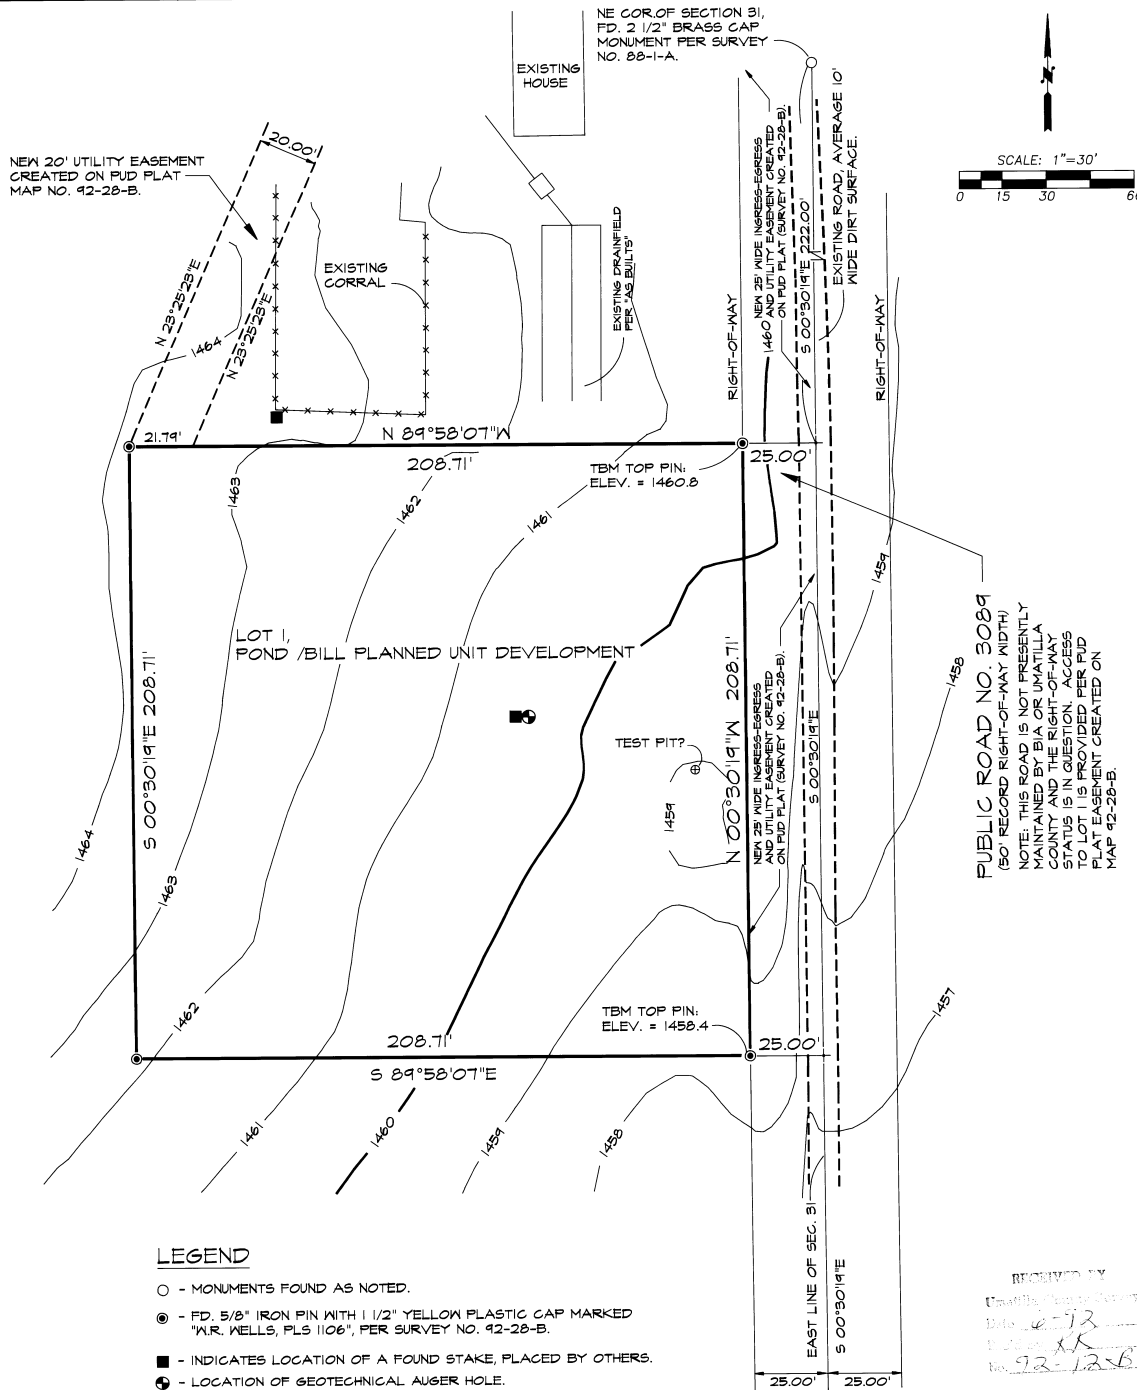 NE COR.OF SECTION 31,
FD. 2 1/2" BRASS CAP
MONUMENT PER SURVEY
NO. 88-1-A.
EXISTING
HOUSE
N
SCALE: 1"=30'
0 15 30 60
20.00'
NEW 20' UTILITY EASEMENT
CREATED ON PUD PLAT
MAP NO. 92-28-B.
N 23°25'23"E
N 23°25'23"E
EXISTING
CORRAL
EXISTING DRAINFIELD
PER "AS BUILTS"
RIGHT-OF-WAY
1460
NEW 25' WIDE INGRESS-EGRESS
AND UTILITY EASEMENT CREATED
ON PUD PLAT (SURVEY NO. 92-28-B).
S 00°30'19"E 222.00'
EXISTING ROAD, AVERAGE 10'
WIDE DIRT SURFACE.
RIGHT-OF-WAY
1464
21.79'
N 89°58'07"W
208.71'
25.00'
TBM TOP PIN:
ELEV. = 1460.8
1463
1462
1461
1459
LOT 1,
POND /BILL PLANNED UNIT DEVELOPMENT
S 00°30'19"E 208.71'
N 00°30'19"W 208.71'
NEW 25' WIDE INGRESS-EGRESS
AND UTILITY EASEMENT CREATED
ON PUD PLAT (SURVEY NO. 92-28-B).
S 00°30'19"E
1458
PUBLIC ROAD NO. 3089
(50' RECORD RIGHT-OF-WAY WIDTH)
NOTE: THIS ROAD IS NOT PRESENTLY
MAINTAINED BY BIA OR UMATILLA
COUNTY AND THE RIGHT-OF-WAY
STATUS IS IN QUESTION. ACCESS
TO LOT 1 IS PROVIDED PER PUD
PLAT EASEMENT CREATED ON
MAP 92-28-B.
TEST PIT?
1459
1464
1463
1462
TBM TOP PIN:
ELEV. = 1458.4
1457
208.71'
25.00'
S 89°58'07"E
1461
1460
1459
1458
EAST LINE OF SEC. 31
S 00°30'19"E
25.00' 25.00'
LEGEND
- MONUMENTS FOUND AS NOTED.
- FD. 5/8" IRON PIN WITH 1 1/2" YELLOW PLASTIC CAP MARKED
"W.R. WELLS, PLS 1106", PER SURVEY NO. 92-28-B.
- INDICATES LOCATION OF A FOUND STAKE, PLACED BY OTHERS.
- LOCATION OF GEOTECHNICAL AUGER HOLE.
RECEIVED BY
Umatilla County
6-92
No. 92-12-B